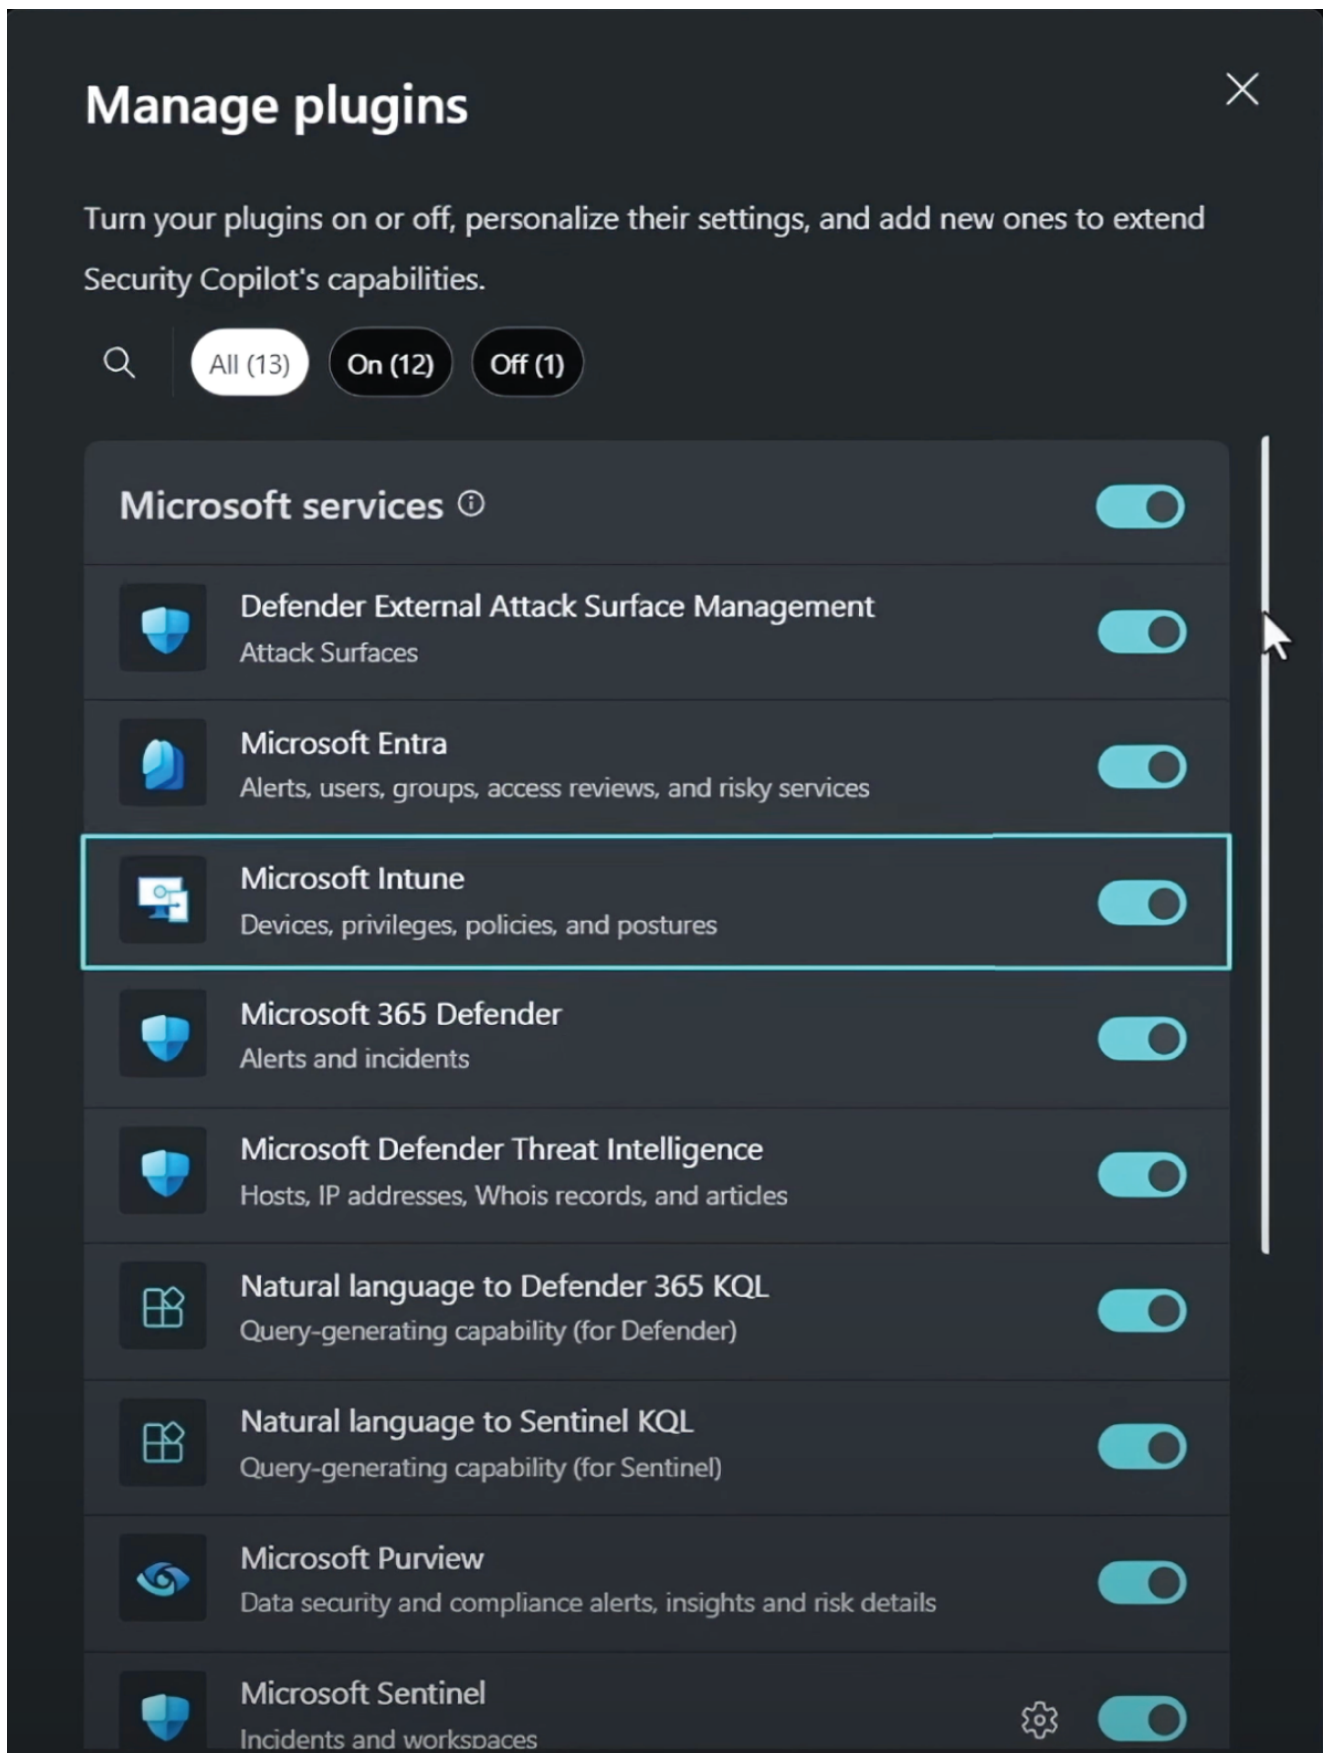 Manage plugins
Turn your plugins on or off, personalize their settings, and add new ones to extend
Security Copilot's capabilities.
All (13)
On (12)
Off (1)
Microsoft services
Defender External Attack Surface Management
Attack Surfaces
Microsoft Entra
Alerts, users, groups, access reviews, and risky services
Microsoft Intune
Devices, privileges, policies, and postures
Microsoft 365 Defender
Alerts and incidents
Microsoft Defender Threat Intelligence
Hosts, IP addresses, Whois records, and articles
Natural language to Defender 365 KQL
Query-generating capability (for Defender)
Natural language to Sentinel KQL
Query-generating capability (for Sentinel)
Microsoft Purview
Data security and compliance alerts, insights and risk details
Microsoft Sentinel
Incidents and workspaces